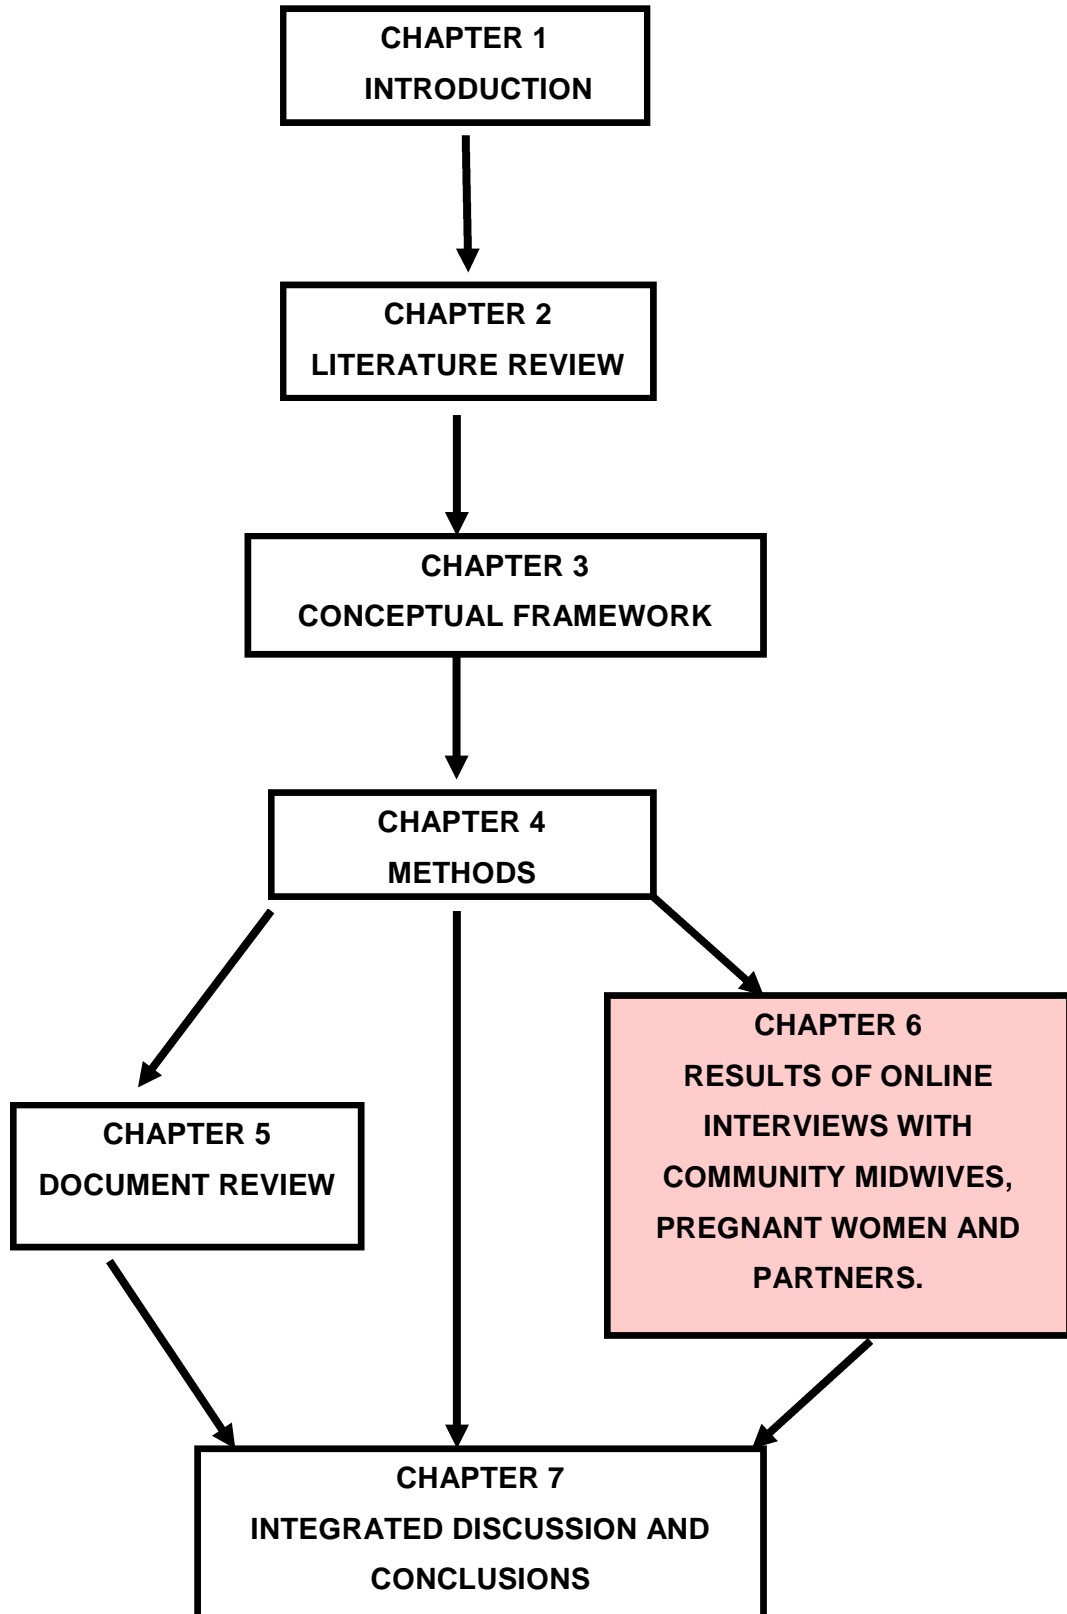 CHAPTER 1
INTRODUCTION
CHAPTER 2
LITERATURE REVIEW
CHAPTER 3
CONCEPTUAL FRAMEWORK
CHAPTER 4
METHODS
CHAPTER 5
DOCUMENT REVIEW
CHAPTER 6
RESULTS OF ONLINE
INTERVIEWS WITH
COMMUNITY MIDWIVES,
PREGNANT WOMEN AND
PARTNERS.
CHAPTER 7
INTEGRATED DISCUSSION AND
CONCLUSIONS